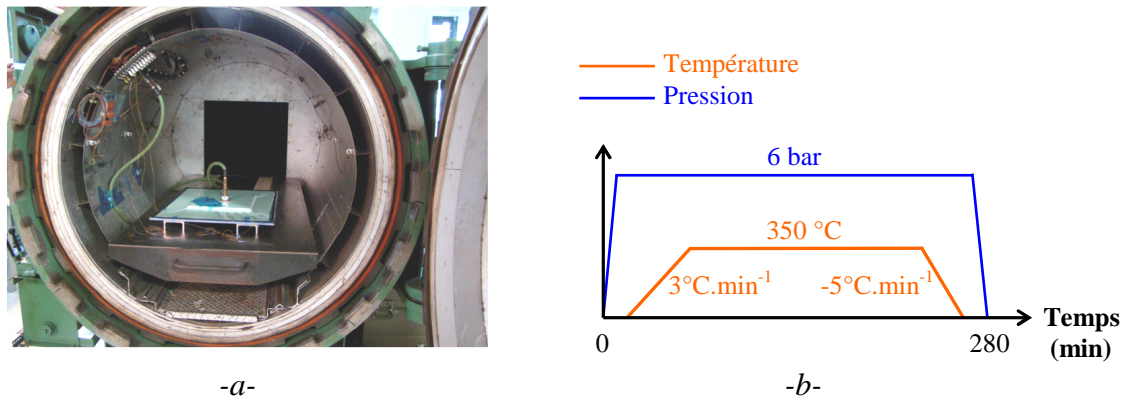 Température
Pression
6 bar
350 °C
3°C.min⁻¹ -5°C.min⁻¹
0 280
Temps
(min)
-a- -b-